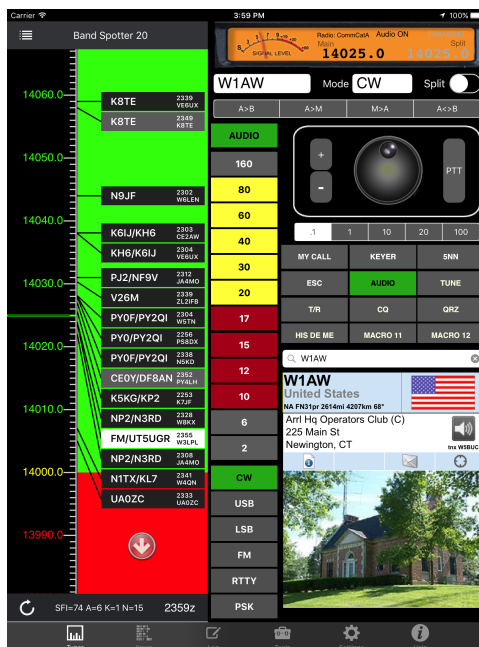 Carrier
3:59 PM
100%
Band Spotter 20
14060.0
14050.0
14040.0
14030.0
14020.0
14010.0
14000.0
13990.0
K8TE 2339 VE6UX
K8TE 2349 K8TE
N9JF 2302 W6LEN
K6IJ/KH6 2303 CE2AW
KH6/K6IJ 2304 VE6UX
PJ2/NF9V 2312 JA4MO
V26M 2339 ZL2IFB
PY0F/PY2QI 2304 W5TN
PY0/PY2QI 2256 PS8DX
PY0F/PY2QI 2338 N5KD
CE0Y/DF8AN 2352 PY4LH
K5KG/KP2 2253 K7JF
NP2/N3RD 2328 W8KX
FM/UT5UGR 2355 W3LPL
NP2/N3RD 2308 JA4MO
N1TX/KL7 2341 W4QN
UA0ZC 2333 UA0ZC
SFI=74 A=6 K=1 N=15 2359z
SIGNAL LEVEL
Radio: CommCatA Audio ON
Main Split
14025.0 14025.0
W1AW Mode CW Split
A>B A>M M>A A<>B
AUDIO
160
80
60
40
30
20
17
15
12
10
6
2
CW
USB
LSB
FM
RTTY
PSK
+
-
PTT
.1 1 10 20 100
MY CALL KEYER 5NN
ESC AUDIO TUNE
T/R CQ QRZ
HIS DE ME MACRO 11 MACRO 12
W1AW
W1AW
United States
NA FN31pr 2614mi 4207km 68°
Arrl Hq Operators Club (C)
225 Main St
Newington, CT
tnx W5BUC